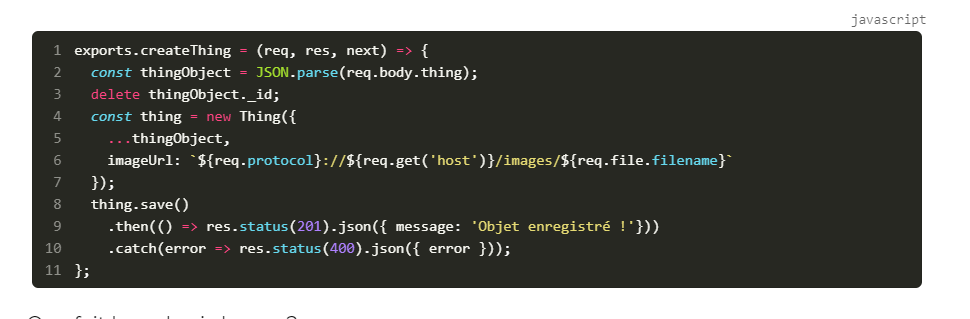 javascript
1 exports.createThing = (req, res, next) => {
2   const thingObject = JSON.parse(req.body.thing);
3   delete thingObject._id;
4   const thing = new Thing({
5     ...thingObject,
6     imageUrl: `${req.protocol}://${req.get('host')}/images/${req.file.filename}`
7   });
8   thing.save()
9     .then(() => res.status(201).json({ message: 'Objet enregistré !'}))
10     .catch(error => res.status(400).json({ error }));
11 };